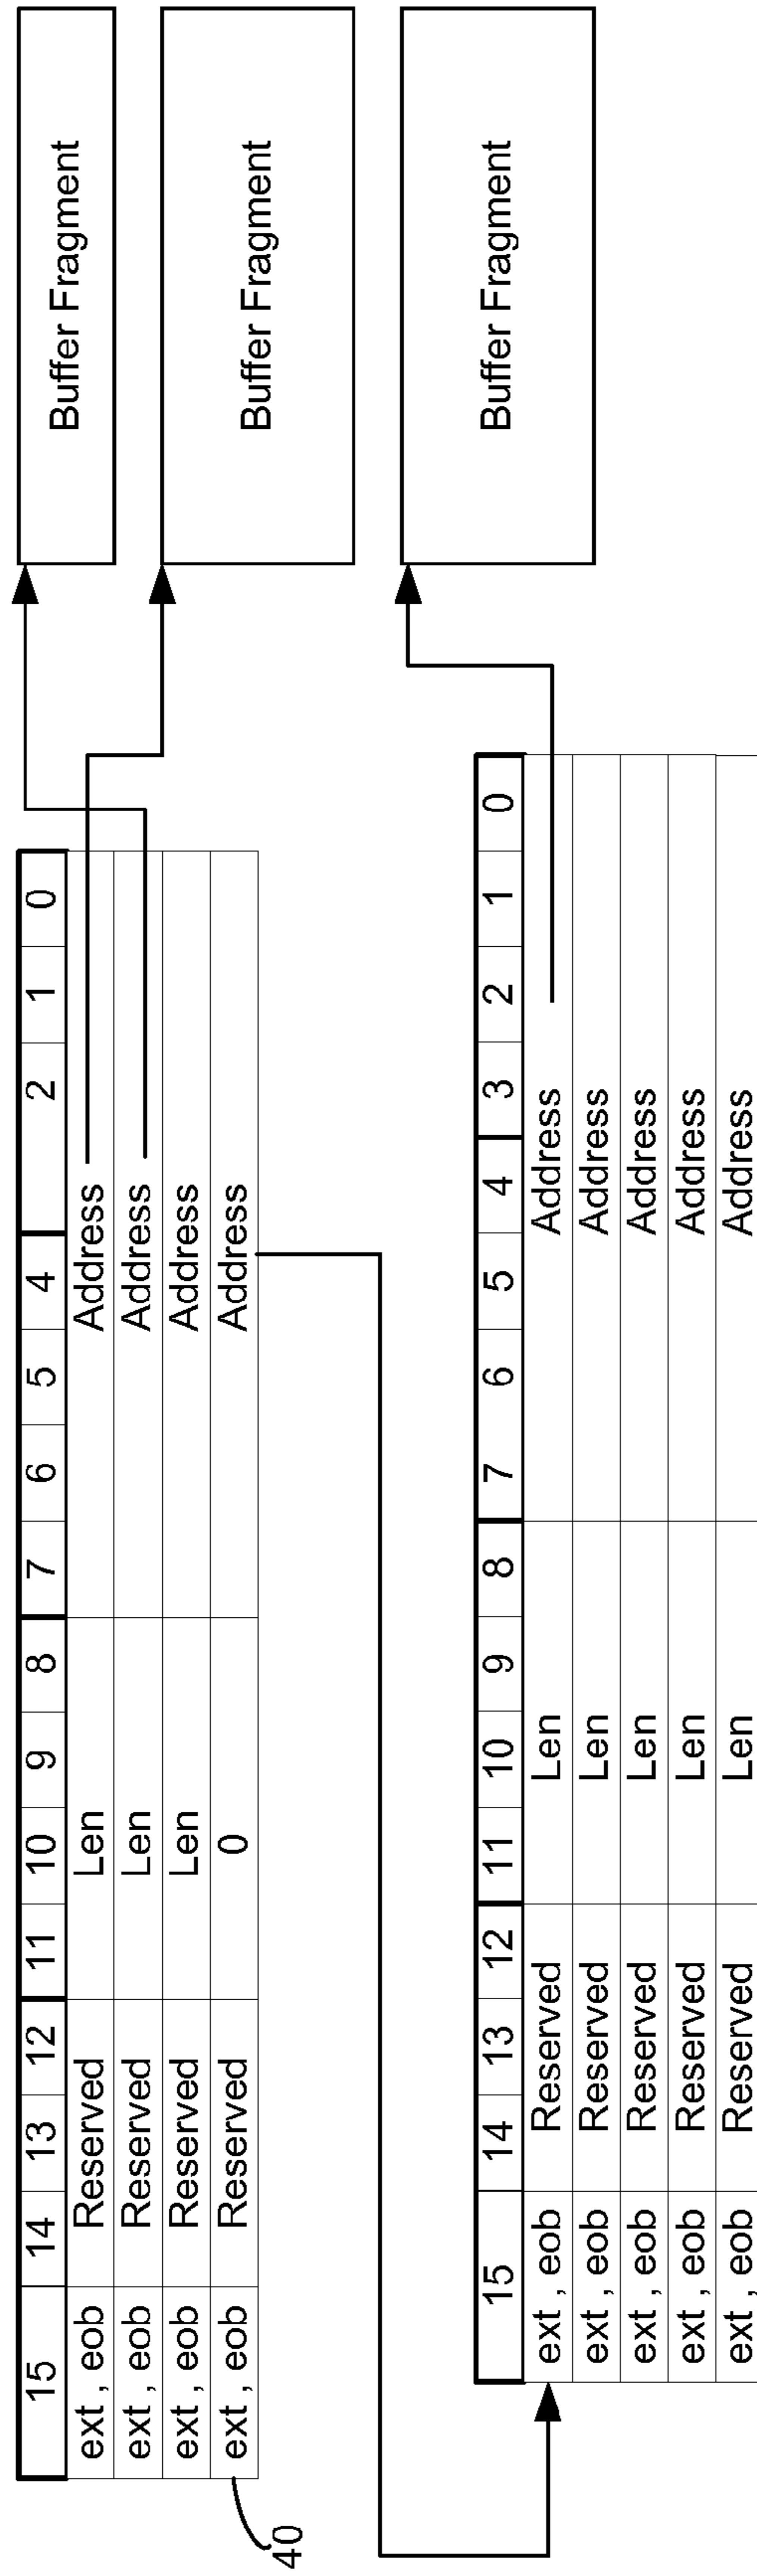 15 14 13 12 11 10 9 8 7 6 5 4 2 1 0
ext , eob Reserved Len Address
ext , eob Reserved Len Address
ext , eob Reserved Len Address
ext , eob Reserved 0 Address
40
Buffer Fragment
Buffer Fragment
Buffer Fragment
15 14 13 12 11 10 9 8 7 6 5 4 3 2 1 0
ext , eob Reserved Len Address
ext , eob Reserved Len Address
ext , eob Reserved Len Address
ext , eob Reserved Len Address
ext , eob Reserved Len Address